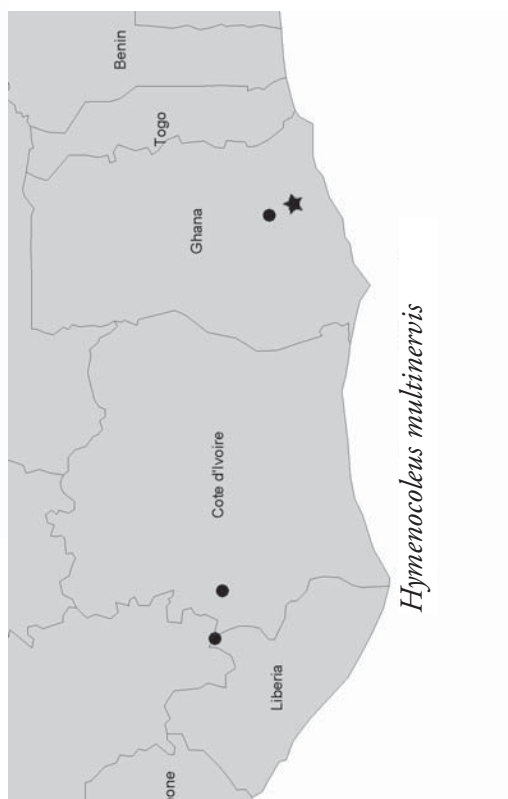 Benin
Togo
Ghana
Cote d'Ivoire
Liberia
one
Hymenocoleus multinervis